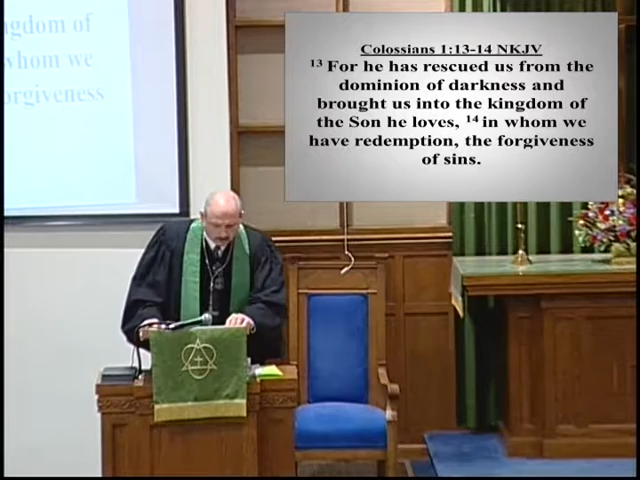 ngdom of
whom we
orgiveness
Colossians 1:13-14 NKJV
13 For he has rescued us from the
dominion of darkness and
brought us into the kingdom of
the Son he loves, 14 in whom we
have redemption, the forgiveness
of sins.